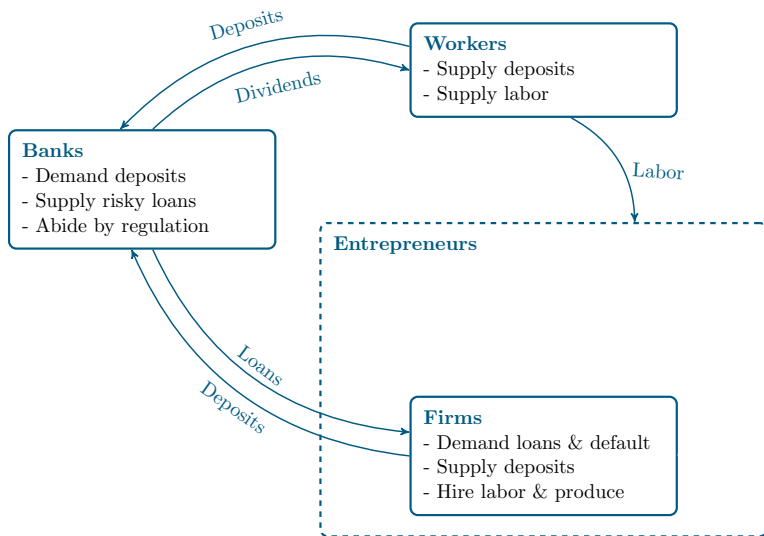 Deposits
Dividends
Workers
- Supply deposits
- Supply labor
Banks
- Demand deposits
- Supply risky loans
- Abide by regulation
Labor
Entrepreneurs
Loans
Deposits
Firms
- Demand loans & default
- Supply deposits
- Hire labor & produce